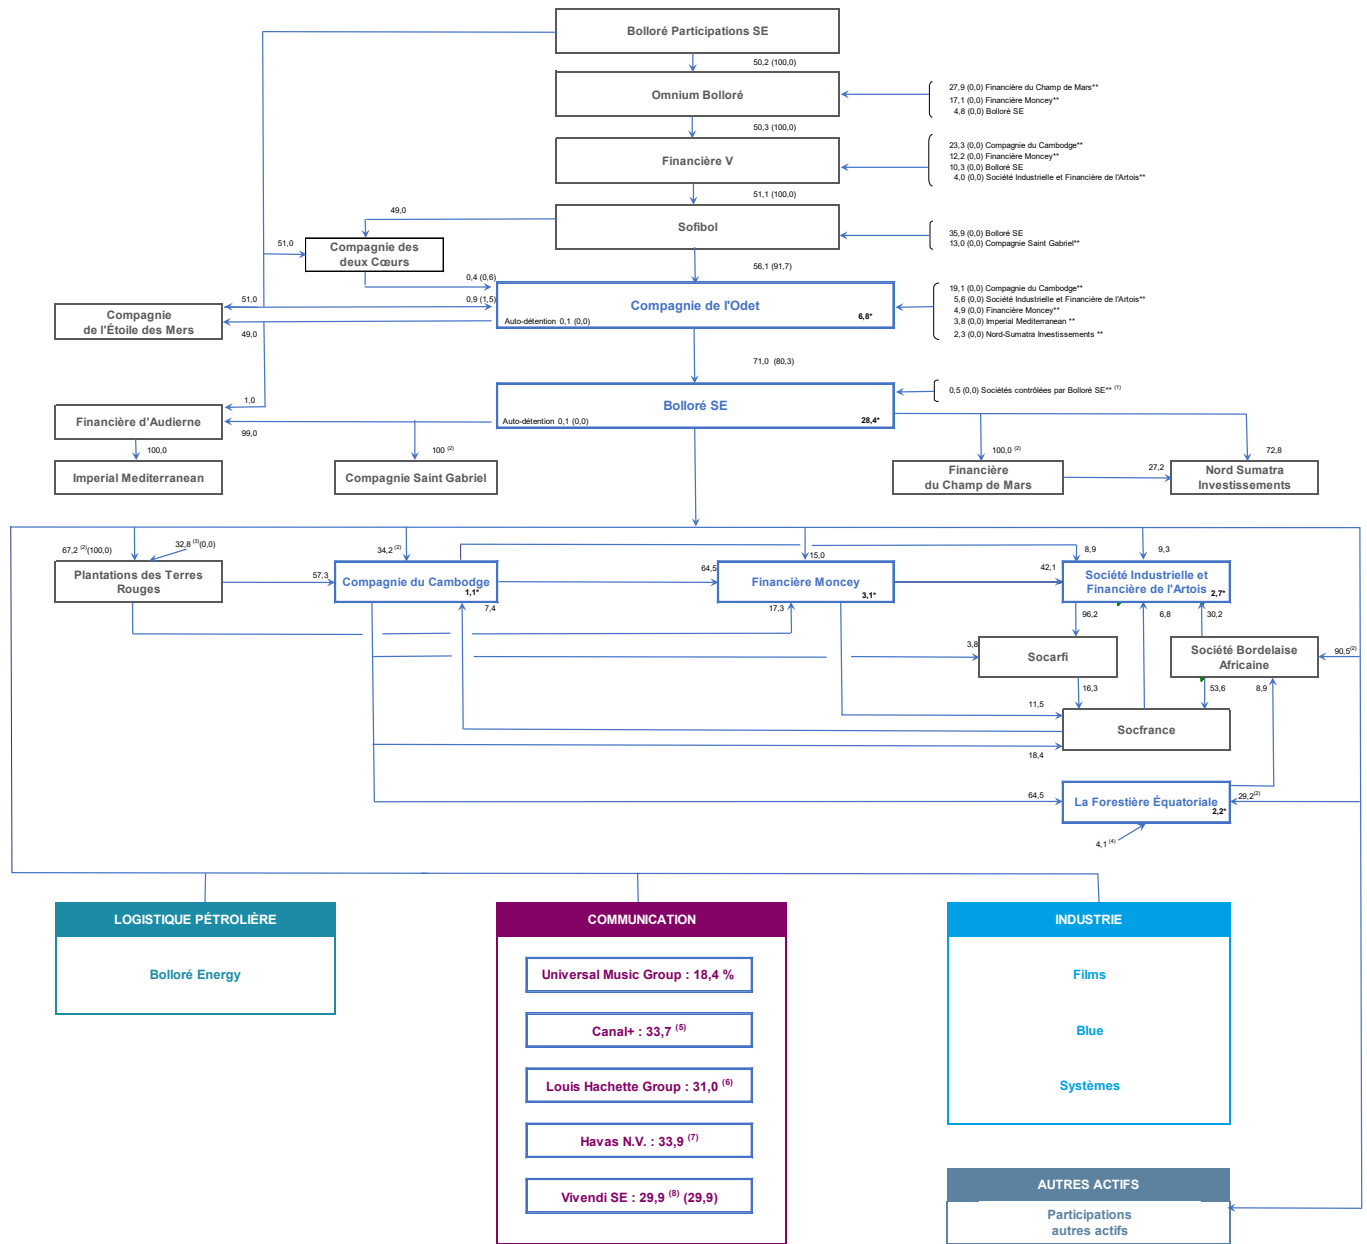 Bolloré Participations SE
50,2 (100,0)
Omnium Bolloré
27,9 (0,0) Financière du Champ de Mars**
17,1 (0,0) Financière Moncey**
4,8 (0,0) Bolloré SE
50,3 (100,0)
Financière V
23,3 (0,0) Compagnie du Cambodge**
12,2 (0,0) Financière Moncey**
10,3 (0,0) Bolloré SE
4,0 (0,0) Société Industrielle et Financière de l'Artois**
51,1 (100,0)
49,0
Sofibol
35,9 (0,0) Bolloré SE
13,0 (0,0) Compagnie Saint Gabriel**
51,0
Compagnie des
deux Cœurs
56,1 (91,7)
0,4 (0,6)
51,0
0,9 (1,5)
Compagnie
de l'Étoile des Mers
49,0
Compagnie de l'Odet
Auto-détention 0,1 (0,0)
6,8*
19,1 (0,0) Compagnie du Cambodge**
5,6 (0,0) Société Industrielle et Financière de l'Artois**
4,9 (0,0) Financière Moncey**
3,8 (0,0) Imperial Mediterranean **
2,3 (0,0) Nord-Sumatra Investissements **
71,0 (80,3)
Bolloré SE
Auto-détention 0,1 (0,0)
28,4*
0,5 (0,0) Sociétés contrôlées par Bolloré SE** (1)
1,0
Financière d'Audierne
99,0
100,0
100 (2)
100,0 (2)
72,8
Imperial Mediterranean
Compagnie Saint Gabriel
Financière
du Champ de Mars
27,2
Nord Sumatra
Investissements
67,2 (2)(100,0)
32,8 (3)(0,0)
34,2 (2)
15,0
8,9
9,3
Plantations des Terres
Rouges
57,3
Compagnie du Cambodge
1,1*
64,5
Financière Moncey
3,1*
42,1
Société Industrielle et
Financière de l'Artois
2,7*
7,4
17,3
96,2
6,8
30,2
3,8
Socarfi
Société Bordelaise
Africaine
90,5(2)
16,3
53,6
8,9
11,5
Socfrance
18,4
64,5
La Forestière Équatoriale
2,2*
29,2(2)
4,1 (4)
LOGISTIQUE PÉTROLIÈRE
Bolloré Energy
COMMUNICATION
Universal Music Group : 18,4 %
Canal+ : 33,7 (5)
Louis Hachette Group : 31,0 (6)
Havas N.V. : 33,9 (7)
Vivendi SE : 29,9 (8) (29,9)
INDUSTRIE
Films
Blue
Systèmes
AUTRES ACTIFS
Participations
autres actifs